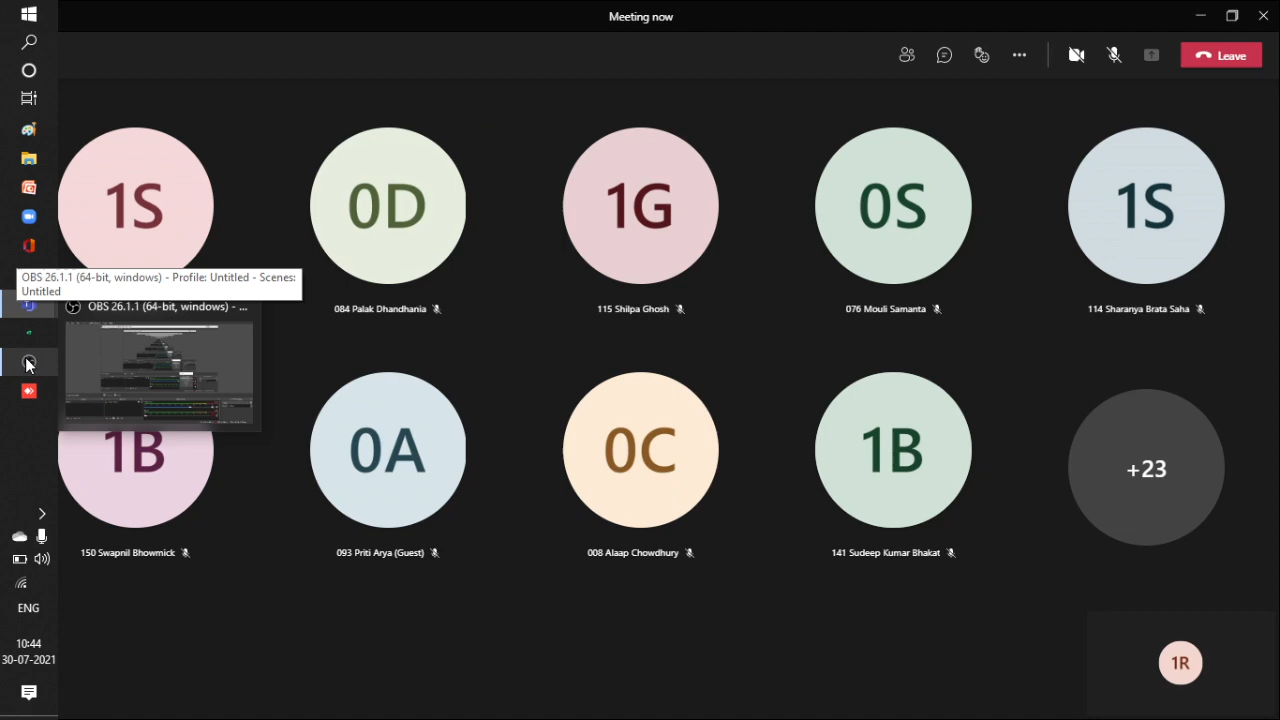 Meeting now
Leave
1S
0D
1G
0S
1S
OBS 26.1.1 (64-bit, windows) - Profile: Untitled - Scenes:
Untitled
OBS 26.1.1 (64-bit, windows) - ...
084 Palak Dhandhania
115 Shilpa Ghosh
076 Mouli Samanta
114 Sharanya Brata Saha
1B
0A
0C
1B
+23
150 Swapnil Bhowmick
093 Priti Arya (Guest)
008 Alaap Chowdhury
141 Sudeep Kumar Bhakat
ENG
10:44
30-07-2021
1R